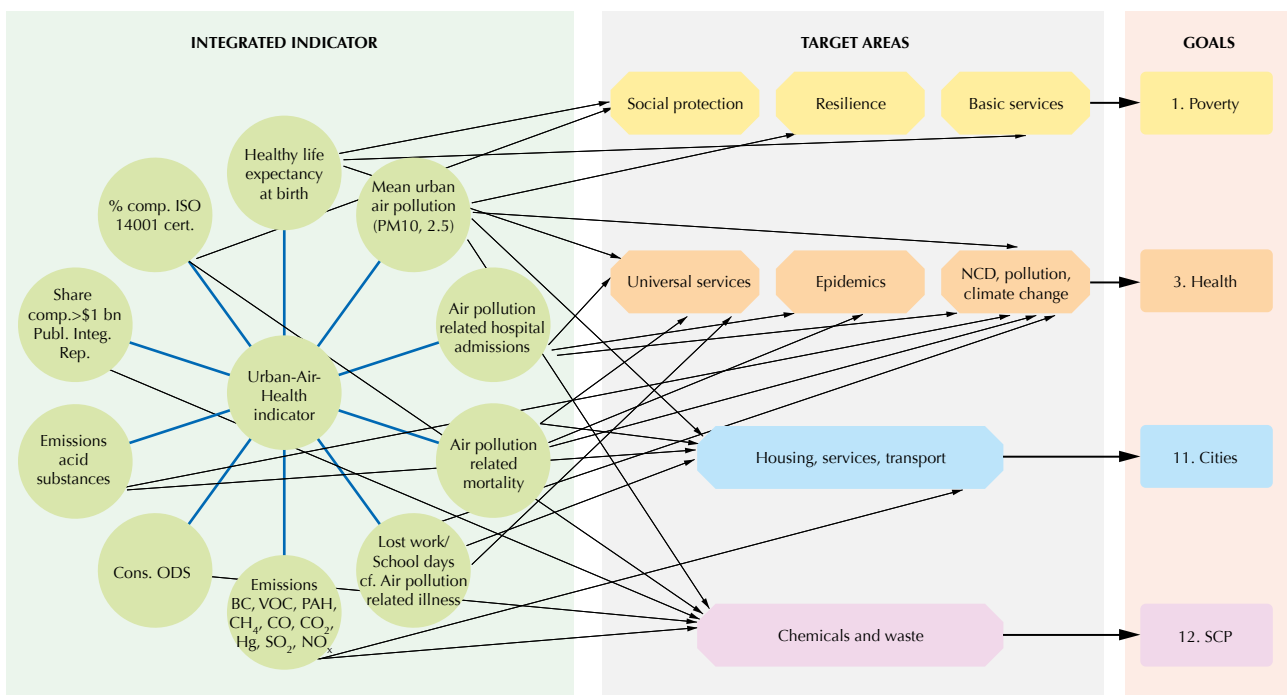 INTEGRATED INDICATOR
TARGET AREAS
GOALS
Social protection
Resilience
Basic services
1. Poverty
Healthy life
expectancy
at birth
Mean urban
air pollution
(PM10, 2.5)
% comp. ISO
14001 cert.
Share
comp.>$1 bn
Publ. Integ.
Rep.
Air pollution
related hospital
admissions
Universal services
Epidemics
NCD, pollution,
climate change
3. Health
Urban-Air-
Health
indicator
Emissions
acid
substances
Air pollution
related
mortality
Housing, services, transport
11. Cities
Cons. ODS
Emissions
BC, VOC, PAH,
CH₄, CO, CO₂,
Hg, SO₂, NOₓ
Lost work/
School days
cf. Air pollution
related illness
Chemicals and waste
12. SCP